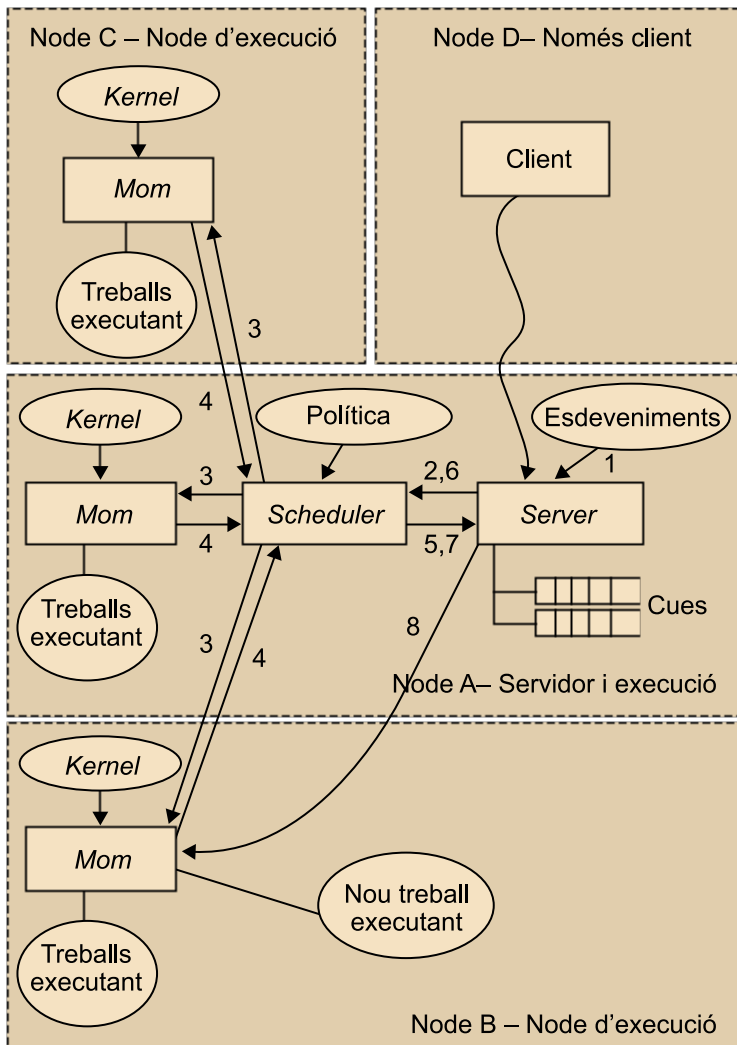 Node C – Node d'execució
Kernel
Mom
Treballs
executant
3
4
Node D– Només client
Client
Kernel
Política
Esdeveniments
1
3
2,6
Mom
Scheduler
Server
4
5,7
Treballs
executant
Cues
3
4
8
Node A– Servidor i execució
Kernel
Mom
Nou treball
executant
Treballs
executant
Node B – Node d'execució